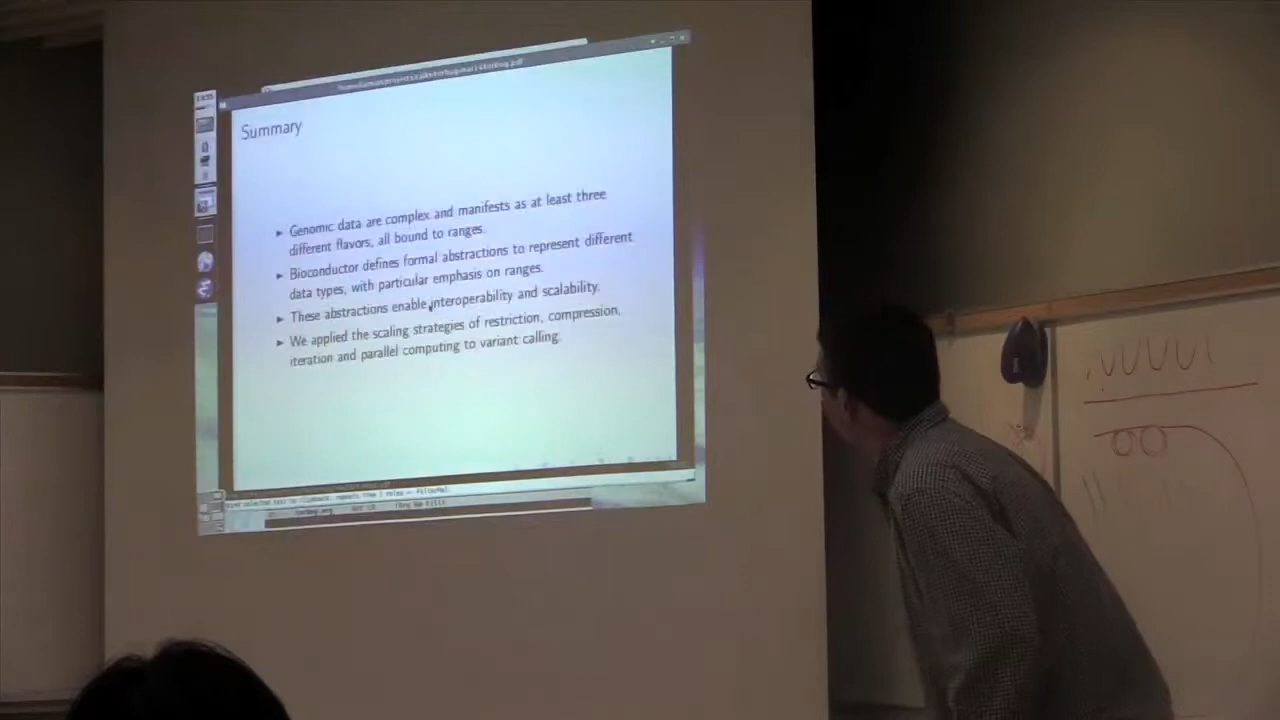 Summary
▸ Genomic data are complex and manifests as at least three
different flavors, all bound to ranges.
▸ Bioconductor defines formal abstractions to represent different
data types, with particular emphasis on ranges.
▸ These abstractions enable interoperability and scalability.
▸ We applied the scaling strategies of restriction, compression,
iteration and parallel computing to variant calling.